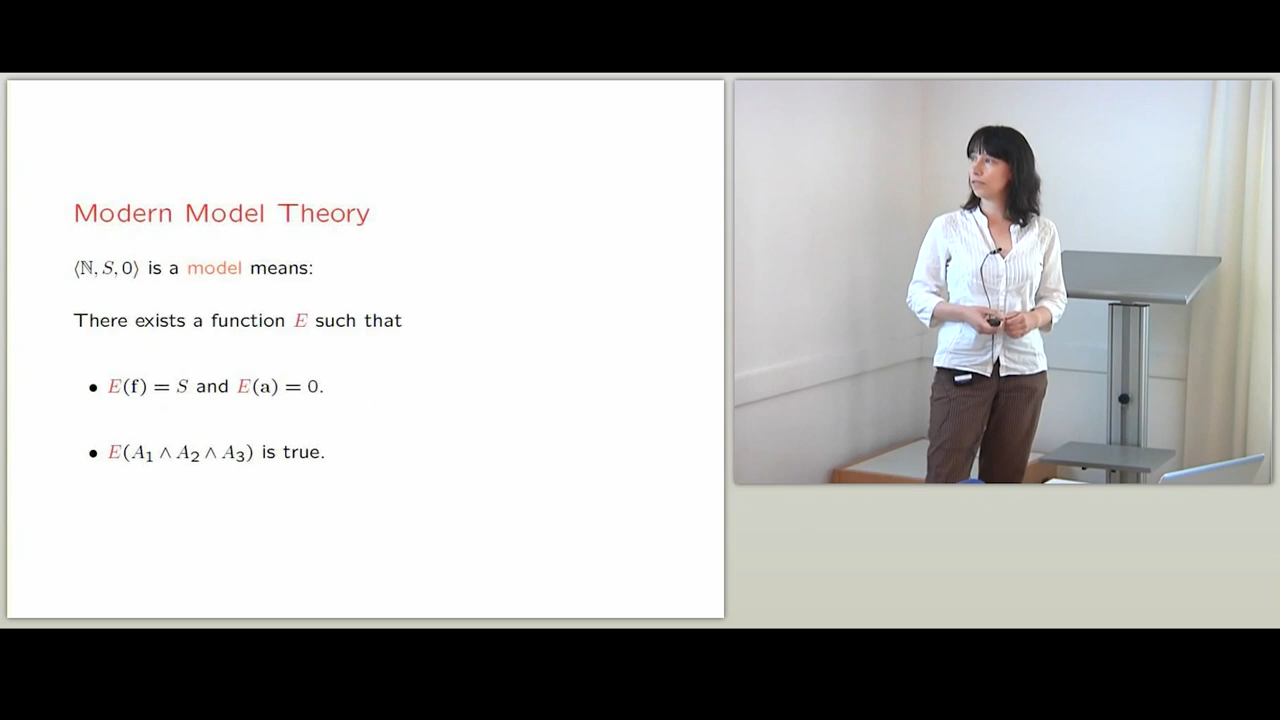 Modern Model Theory
⟨ℕ, S, 0⟩ is a model means:
There exists a function E such that
• E(f) = S and E(a) = 0.
• E(A₁ ∧ A₂ ∧ A₃) is true.